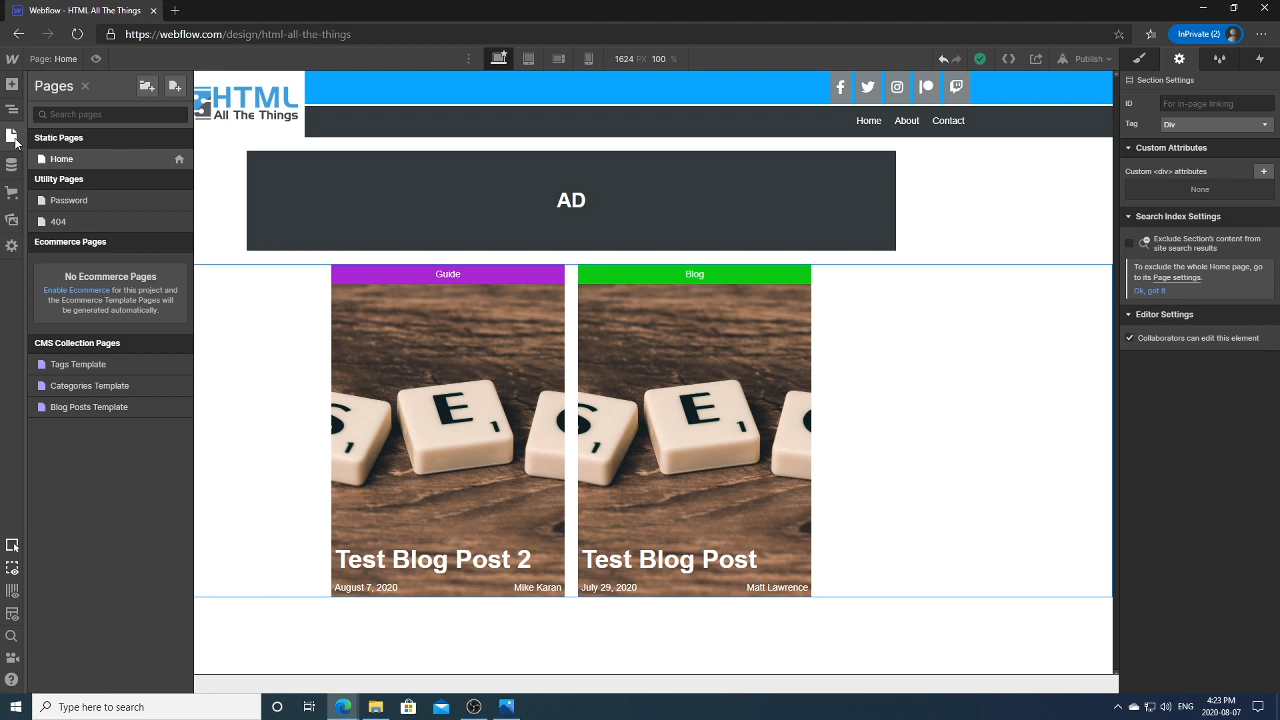 Webflow
https://webflow.com/design/html-all-the-things
InPrivate (2)
Page: Home
1624 PX 100 %
Publish
Pages
Search pages
Static Pages
Home
Utility Pages
Password
404
Ecommerce Pages
No Ecommerce Pages
Enable Ecommerce for this project and
the Ecommerce Template Pages will
be generated automatically.
CMS Collection Pages
Tags Template
Categories Template
Blog Posts Template
HTML
All The Things
Home About Contact
AD
Guide
Blog
S E 1 1
S E 1 1
Test Blog Post 2
August 7, 2020 Mike Karan
Test Blog Post
July 29, 2020 Matt Lawrence
Section Settings
ID For in-page linking
Tag Div
Custom Attributes
Custom <div> attributes
None
Search Index Settings
Exclude Section's content from
site search results
To exclude the whole Home page, go
to its Page settings.
Ok, got it
Editor Settings
Collaborators can edit this element
Type here to search
4:23 PM
2020-08-07